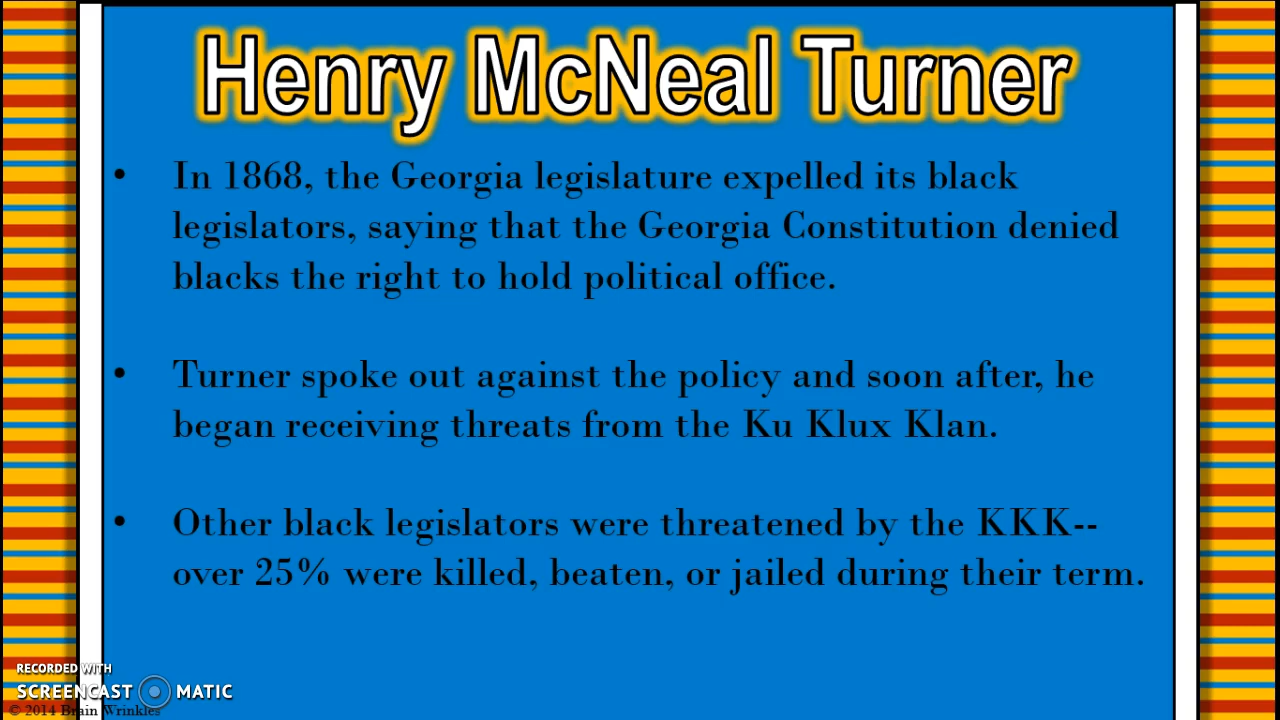 Henry McNeal Turner
• In 1868, the Georgia legislature expelled its black
legislators, saying that the Georgia Constitution denied
blacks the right to hold political office.
• Turner spoke out against the policy and soon after, he
began receiving threats from the Ku Klux Klan.
• Other black legislators were threatened by the KKK--
over 25% were killed, beaten, or jailed during their term.
RECORDED WITH
SCREENCAST MATIC
© 2014 Brain Wrinkles